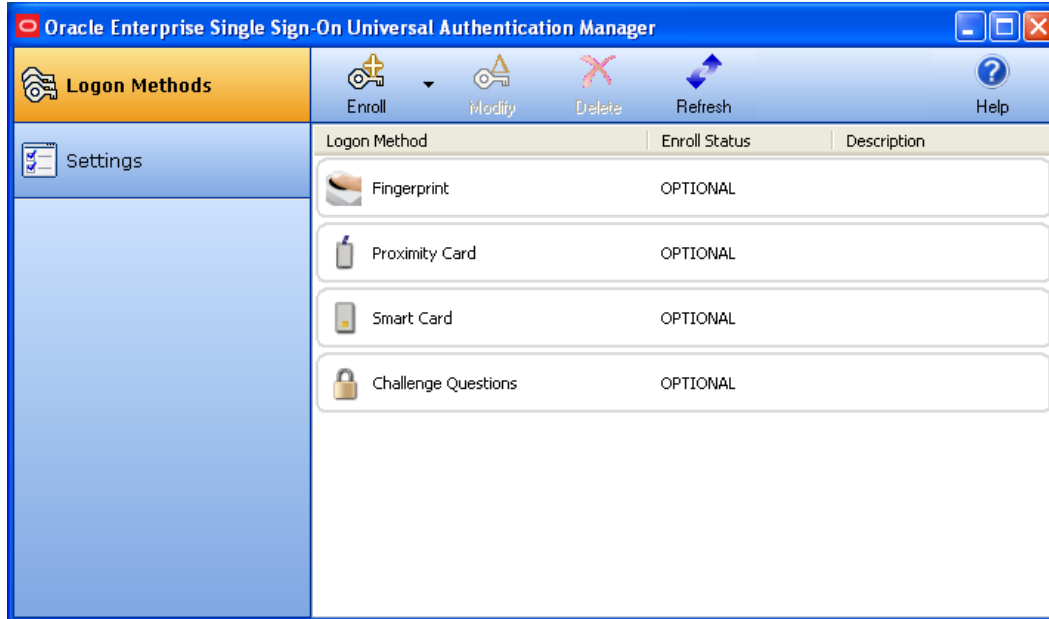 Oracle Enterprise Single Sign-On Universal Authentication Manager
Logon Methods
Enroll
Modify
Delete
Refresh
Help
Settings
Logon Method Enroll Status Description
Fingerprint OPTIONAL
Proximity Card OPTIONAL
Smart Card OPTIONAL
Challenge Questions OPTIONAL